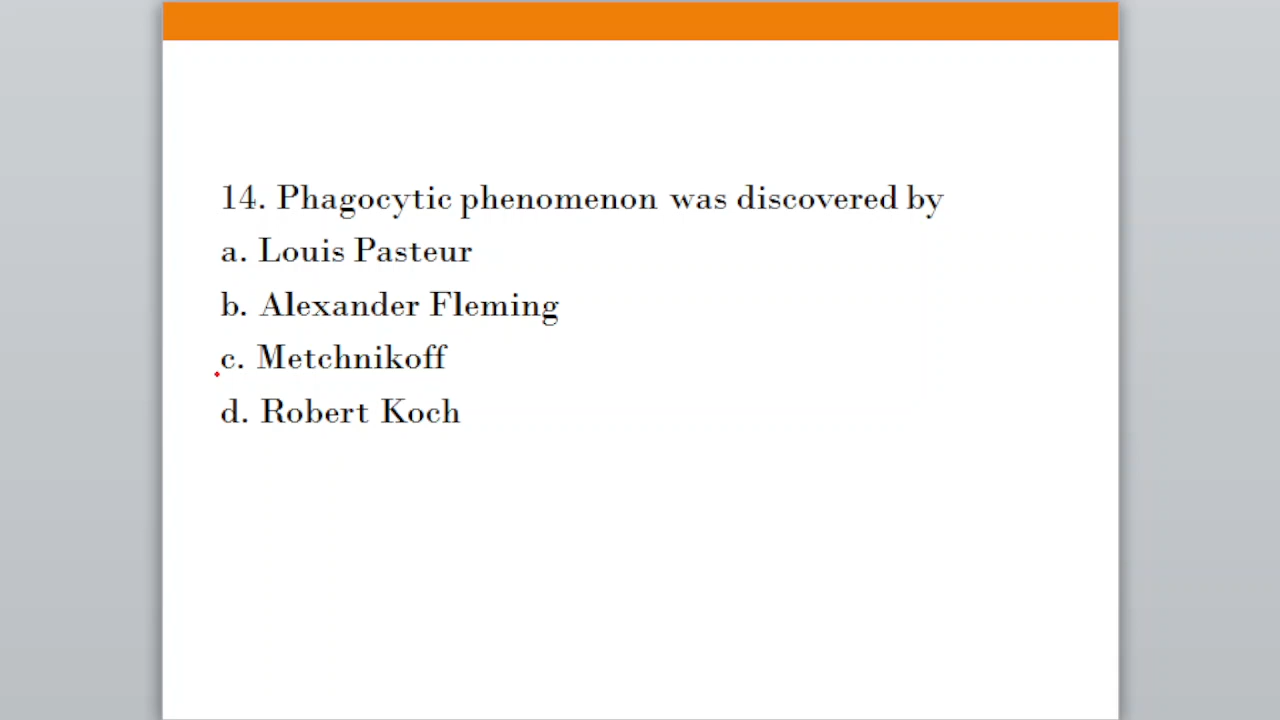 14. Phagocytic phenomenon was discovered by
a. Louis Pasteur
b. Alexander Fleming
c. Metchnikoff
d. Robert Koch